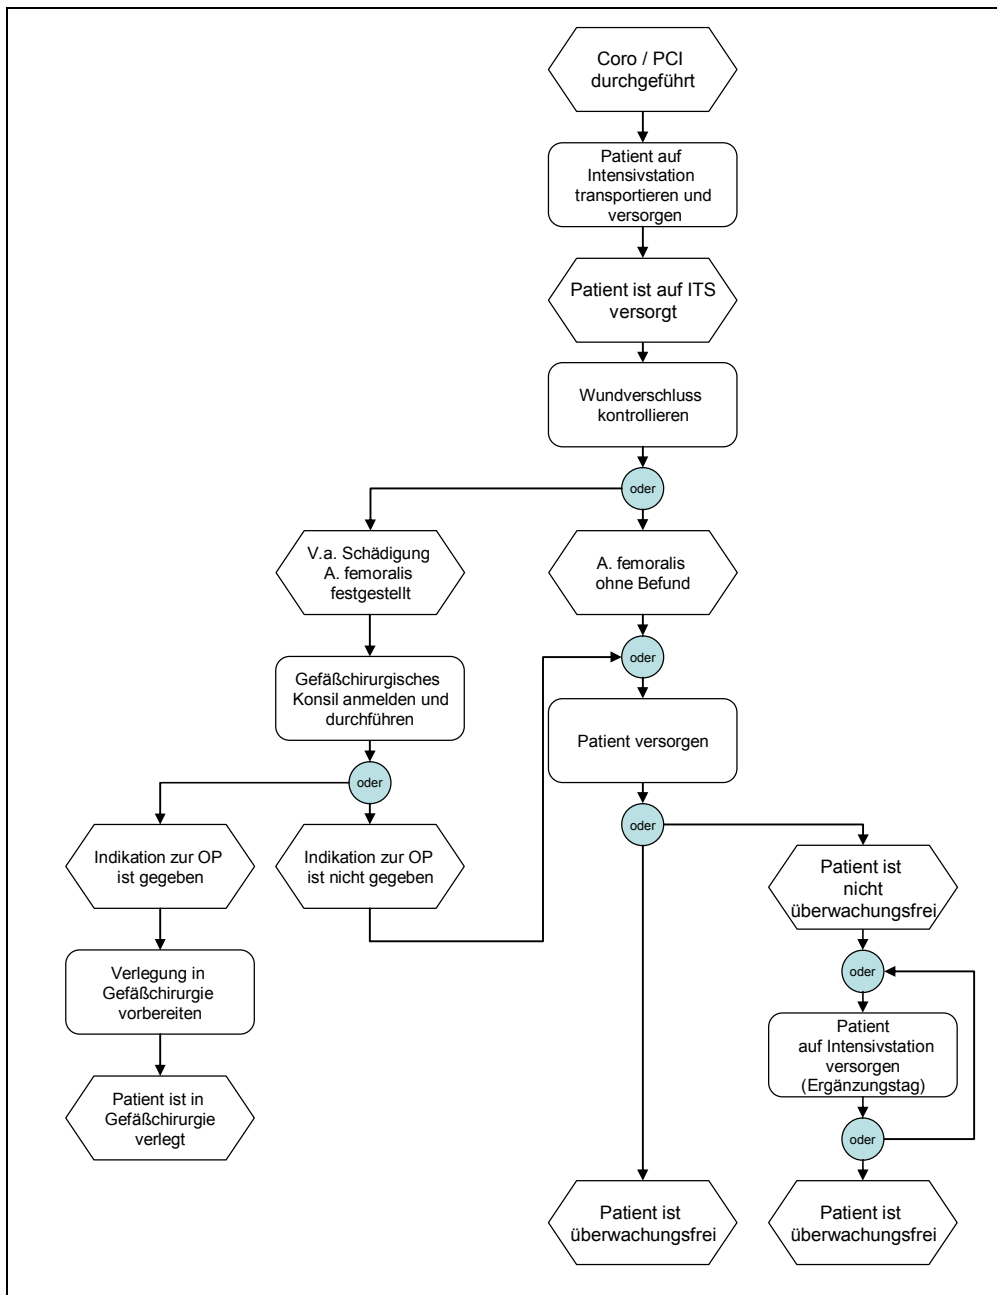 Coro / PCI
durchgeführt
Patient auf
Intensivstation
transportieren und
versorgen
Patient ist auf ITS
versorgt
Wundverschluss
kontrollieren
oder
V.a. Schädigung
A. femoralis
festgestellt
A. femoralis
ohne Befund
oder
Gefäßchirurgisches
Konsil anmelden und
durchführen
Patient versorgen
oder
oder
Indikation zur OP
ist gegeben
Indikation zur OP
ist nicht gegeben
Patient ist
nicht
überwachungsfrei
Verlegung in
Gefäßchirurgie
vorbereiten
oder
Patient
auf Intensivstation
versorgen
(Ergänzungstag)
Patient ist in
Gefäßchirurgie
verlegt
oder
Patient ist
überwachungsfrei
Patient ist
überwachungsfrei